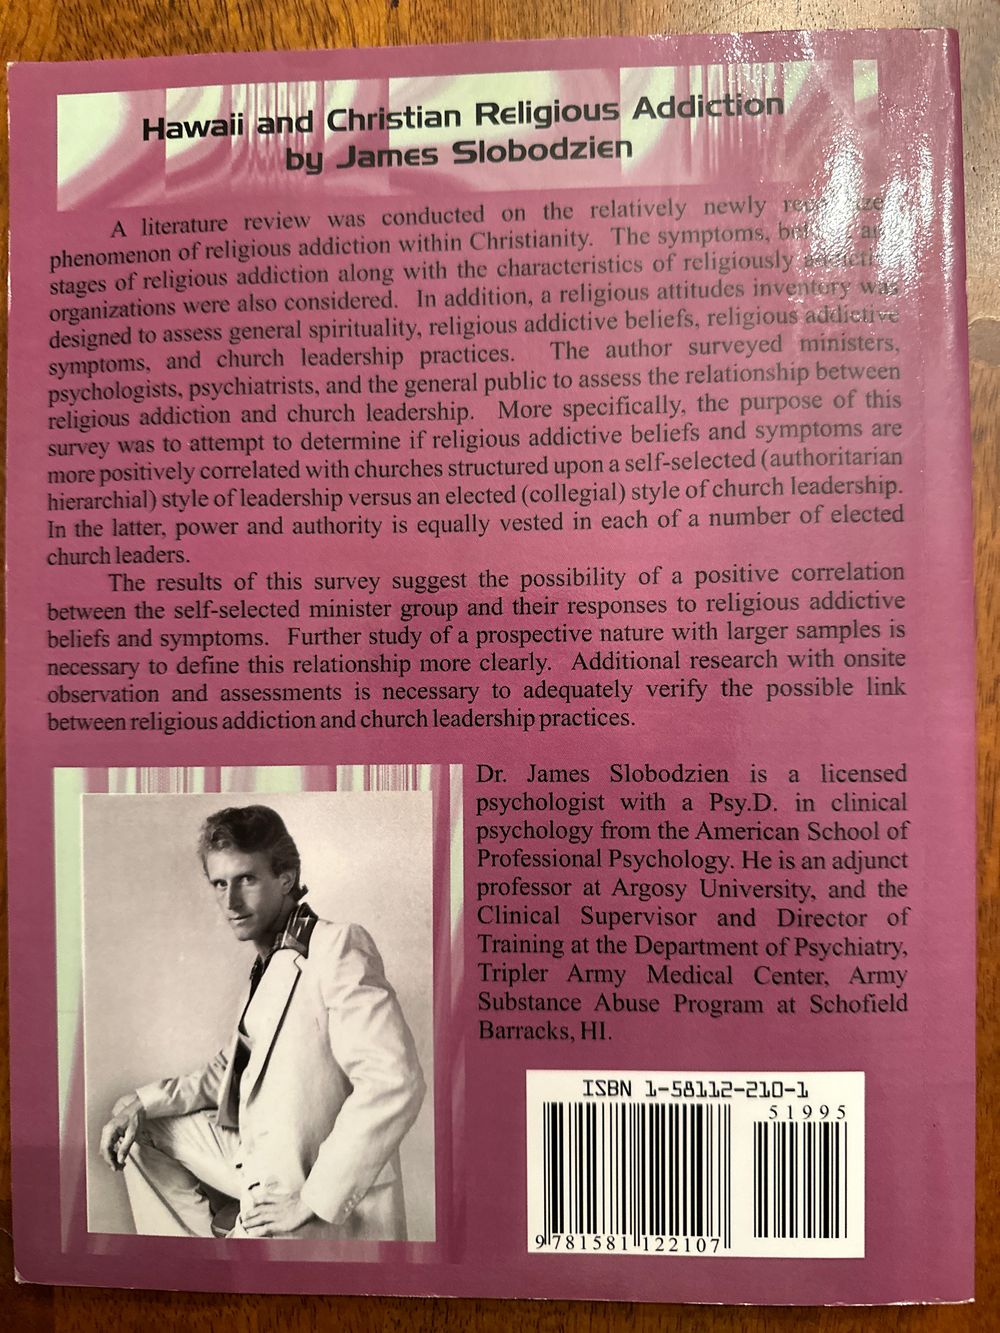 Hawaii and Christian Religious Addiction
by James Slobodzien
A literature review was conducted on the relatively newly
phenomenon of religious addiction within Christianity. The symptoms,
stages of religious addiction along with the characteristics of religiously
organizations were also considered. In addition, a religious attitudes inventory was
designed to assess general spirituality, religious addictive beliefs, religious addictive
symptoms, and church leadership practices. The author surveyed ministers,
psychologists, psychiatrists, and the general public to assess the relationship between
religious addiction and church leadership. More specifically, the purpose of this
survey was to attempt to determine if religious addictive beliefs and symptoms are
more positively correlated with churches structured upon a self-selected (authoritarian
hierarchial) style of leadership versus an elected (collegial) style of church leadership.
In the latter, power and authority is equally vested in each of a number of elected
church leaders.
The results of this survey suggest the possibility of a positive correlation
between the self-selected minister group and their responses to religious addictive
beliefs and symptoms. Further study of a prospective nature with larger samples is
necessary to define this relationship more clearly. Additional research with onsite
observation and assessments is necessary to adequately verify the possible link
between religious addiction and church leadership practices.
Dr. James Slobodzien is a licensed
psychologist with a Psy.D. in clinical
psychology from the American School of
Professional Psychology. He is an adjunct
professor at Argosy University, and the
Clinical Supervisor and Director of
Training at the Department of Psychiatry,
Tripler Army Medical Center, Army
Substance Abuse Program at Schofield
Barracks, HI.
ISBN 1-58112-210-1
51995
9 781581 122107